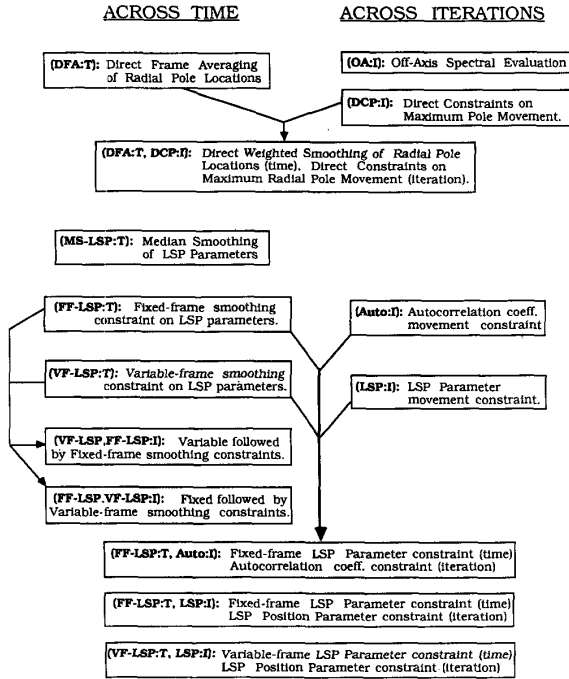 ACROSS TIME
ACROSS ITERATIONS
(DFA:T): Direct Frame Averaging
of Radial Pole Locations
(OA:I): Off-Axis Spectral Evaluation
(DCP:I): Direct Constraints on
Maximum Pole Movement.
(DFA:T, DCP:I): Direct Weighted Smoothing of Radial Pole
Locations (time), Direct Constraints on
Maximum Radial Pole Movement (iteration).
(MS-LSP:T): Median Smoothing
of LSP Parameters
(FF-LSP:T): Fixed-frame smoothing
constraint on LSP parameters.
(Auto:I): Autocorrelation coeff.
movement constraint
(VF-LSP:T): Variable-frame smoothing
constraint on LSP parameters.
(LSP:I): LSP Parameter
movement constraint.
(VF-LSP,FF-LSP:I): Variable followed
by Fixed-frame smoothing constraints.
(FF-LSP.VF-LSP:I): Fixed followed by
Variable-frame smoothing constraints.
(FF-LSP:T, Auto:I): Fixed-frame LSP Parameter constraint (time)
Autocorrelation coeff. constraint (iteration)
(FF-LSP:T, LSP:I): Fixed-frame LSP Parameter constraint (time)
LSP Position Parameter constraint (iteration)
(VF-LSP:T, LSP:I): Variable-frame LSP Parameter constraint (time)
LSP Position Parameter constraint (iteration)